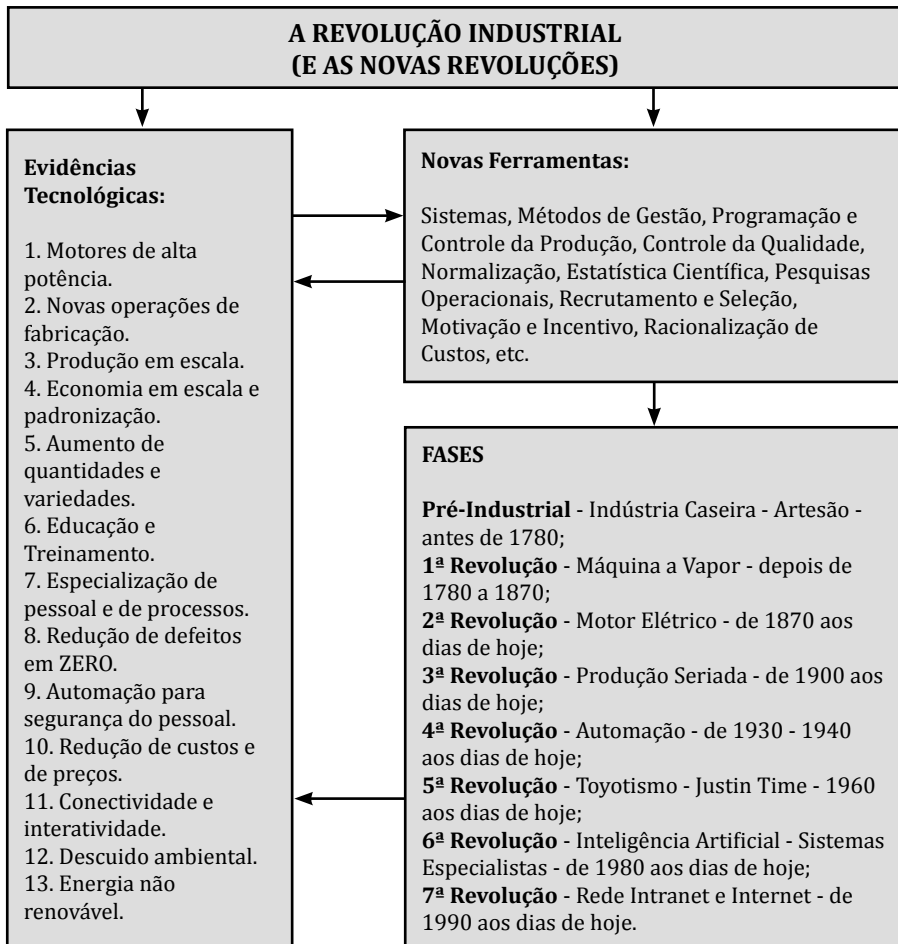 A REVOLUÇÃO INDUSTRIAL
(E AS NOVAS REVOLUÇÕES)
Evidências
Tecnológicas:
1. Motores de alta
potência.
2. Novas operações de
fabricação.
3. Produção em escala.
4. Economia em escala e
padronização.
5. Aumento de
quantidades e
variedades.
6. Educação e
Treinamento.
7. Especialização de
pessoal e de processos.
8. Redução de defeitos
em ZERO.
9. Automação para
segurança do pessoal.
10. Redução de custos e
de preços.
11. Conectividade e
interatividade.
12. Descuido ambiental.
13. Energia não
renovável.
Novas Ferramentas:
Sistemas, Métodos de Gestão, Programação e
Controle da Produção, Controle da Qualidade,
Normalização, Estatística Científica, Pesquisas
Operacionais, Recrutamento e Seleção,
Motivação e Incentivo, Racionalização de
Custos, etc.
FASES
Pré-Industrial - Indústria Caseira - Artesão -
antes de 1780;
1ª Revolução - Máquina a Vapor - depois de
1780 a 1870;
2ª Revolução - Motor Elétrico - de 1870 aos
dias de hoje;
3ª Revolução - Produção Seriada - de 1900 aos
dias de hoje;
4ª Revolução - Automação - de 1930 - 1940
aos dias de hoje;
5ª Revolução - Toyotismo - Justin Time - 1960
aos dias de hoje;
6ª Revolução - Inteligência Artificial - Sistemas
Especialistas - de 1980 aos dias de hoje;
7ª Revolução - Rede Intranet e Internet - de
1990 aos dias de hoje.